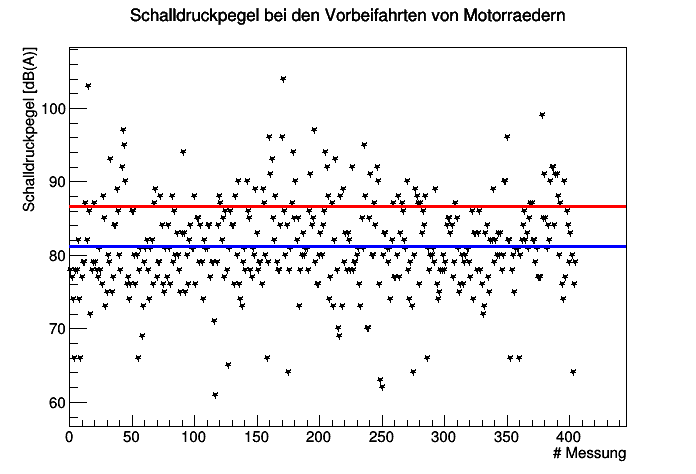 Schalldruckpegel bei den Vorbeifahrten von Motorraedern
Schalldruckpegel [dB(A)]
100
90
80
70
60
0 50 100 150 200 250 300 350 400
# Messung